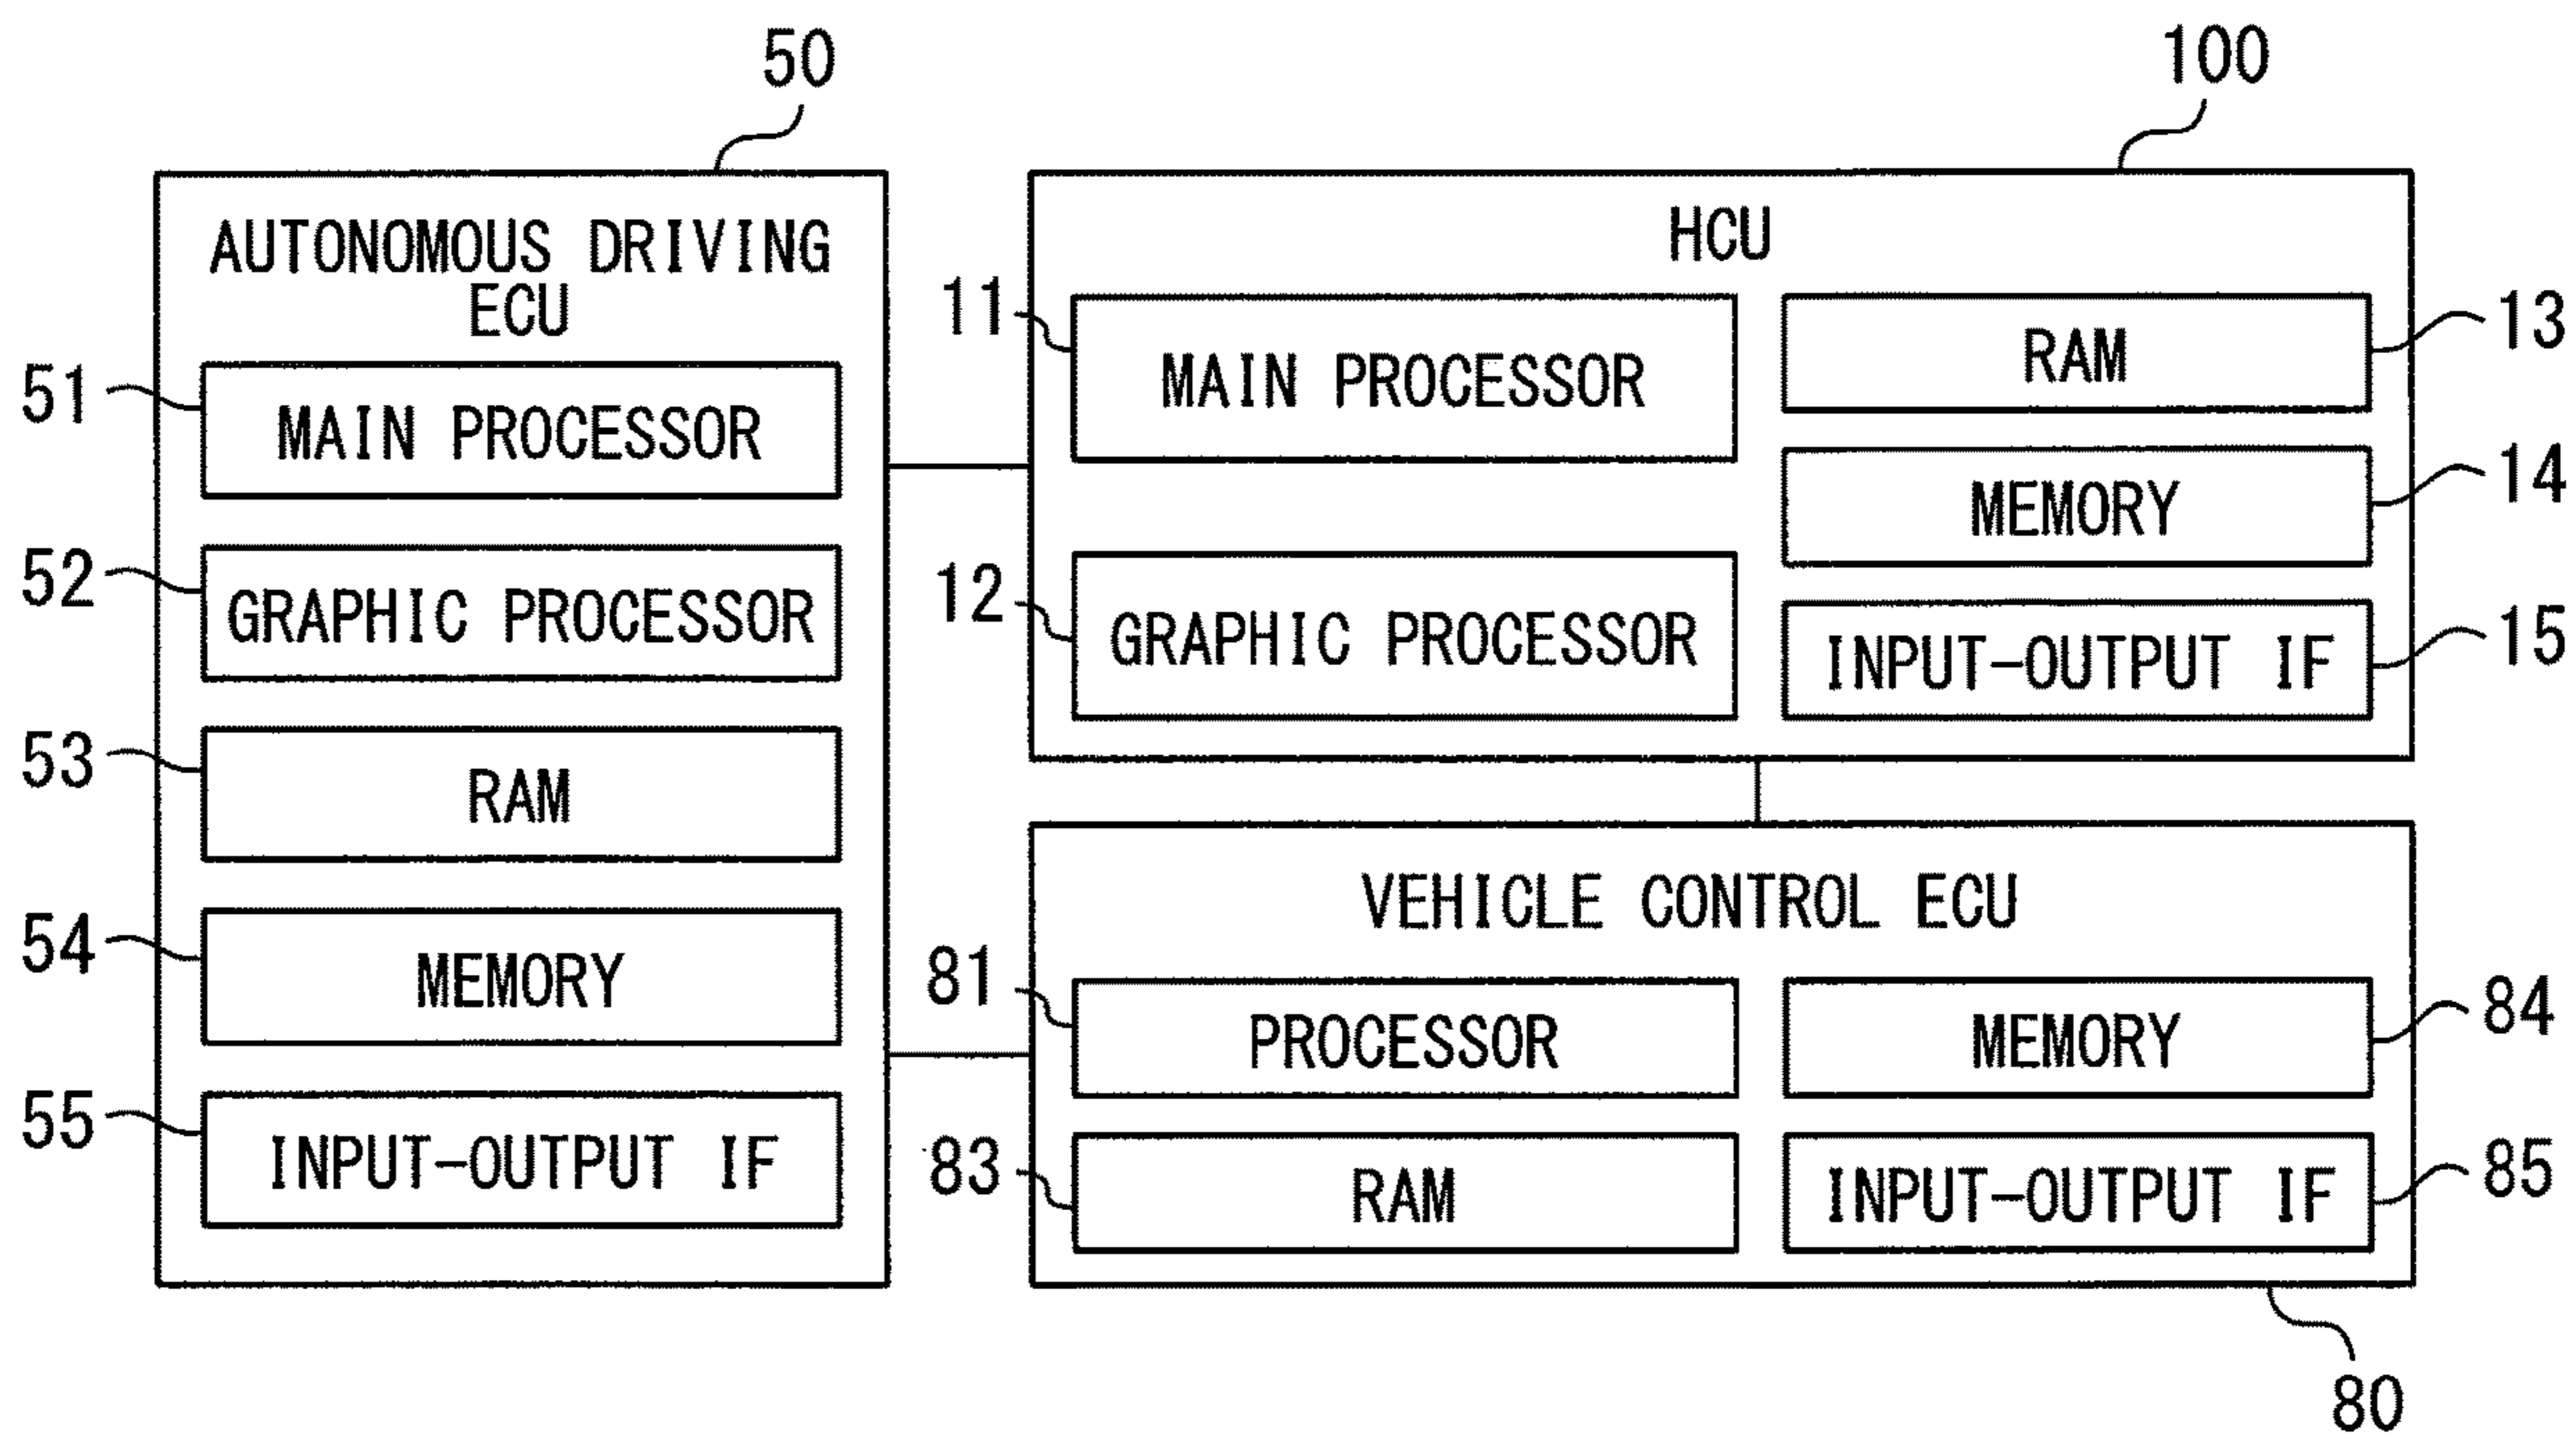 50
AUTONOMOUS DRIVING
ECU
51
MAIN PROCESSOR
52
GRAPHIC PROCESSOR
53
RAM
54
MEMORY
55
INPUT-OUTPUT IF
100
HCU
11
MAIN PROCESSOR
12
GRAPHIC PROCESSOR
RAM
13
MEMORY
14
INPUT-OUTPUT IF
15
VEHICLE CONTROL ECU
81
PROCESSOR
83
RAM
MEMORY
84
INPUT-OUTPUT IF
85
80